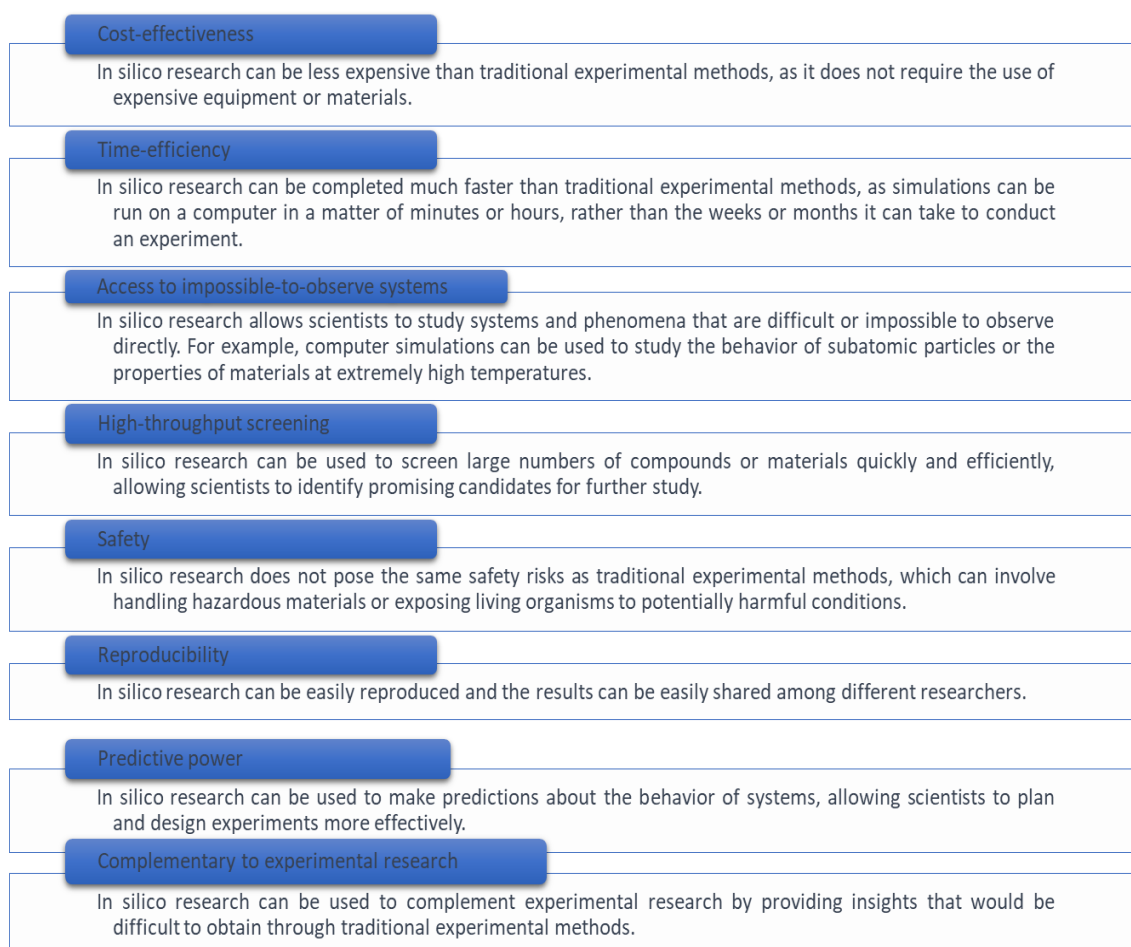 Cost-effectiveness
In silico research can be less expensive than traditional experimental methods, as it does not require the use of
expensive equipment or materials.
Time-efficiency
In silico research can be completed much faster than traditional experimental methods, as simulations can be
run on a computer in a matter of minutes or hours, rather than the weeks or months it can take to conduct
an experiment.
Access to impossible-to-observe systems
In silico research allows scientists to study systems and phenomena that are difficult or impossible to observe
directly. For example, computer simulations can be used to study the behavior of subatomic particles or the
properties of materials at extremely high temperatures.
High-throughput screening
In silico research can be used to screen large numbers of compounds or materials quickly and efficiently,
allowing scientists to identify promising candidates for further study.
Safety
In silico research does not pose the same safety risks as traditional experimental methods, which can involve
handling hazardous materials or exposing living organisms to potentially harmful conditions.
Reproducibility
In silico research can be easily reproduced and the results can be easily shared among different researchers.
Predictive power
In silico research can be used to make predictions about the behavior of systems, allowing scientists to plan
and design experiments more effectively.
Complementary to experimental research
In silico research can be used to complement experimental research by providing insights that would be
difficult to obtain through traditional experimental methods.